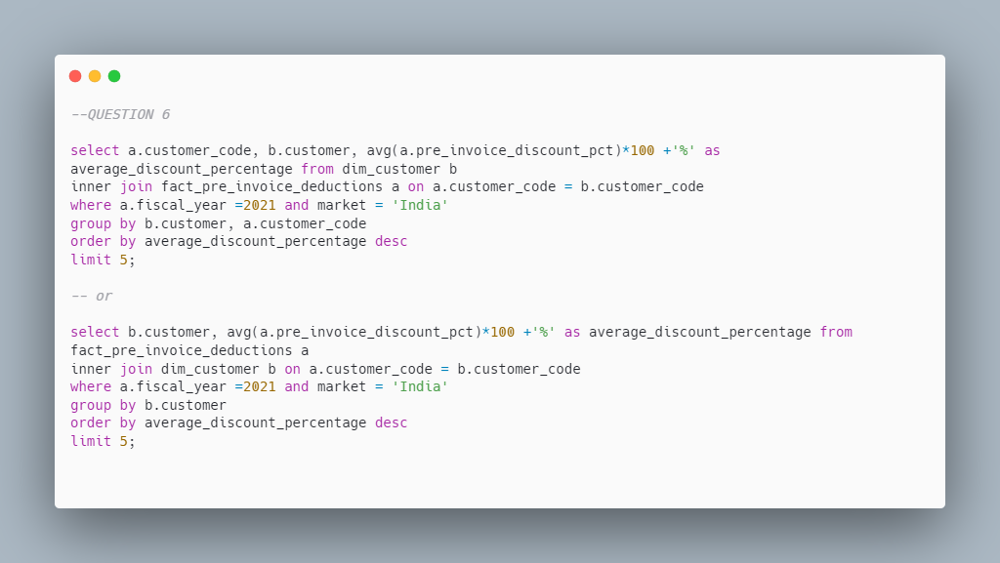 --QUESTION 6
select a.customer_code, b.customer, avg(a.pre_invoice_discount_pct)*100 +'%' as
average_discount_percentage from dim_customer b
inner join fact_pre_invoice_deductions a on a.customer_code = b.customer_code
where a.fiscal_year =2021 and market = 'India'
group by b.customer, a.customer_code
order by average_discount_percentage desc
limit 5;
-- or
select b.customer, avg(a.pre_invoice_discount_pct)*100 +'%' as average_discount_percentage from
fact_pre_invoice_deductions a
inner join dim_customer b on a.customer_code = b.customer_code
where a.fiscal_year =2021 and market = 'India'
group by b.customer
order by average_discount_percentage desc
limit 5;